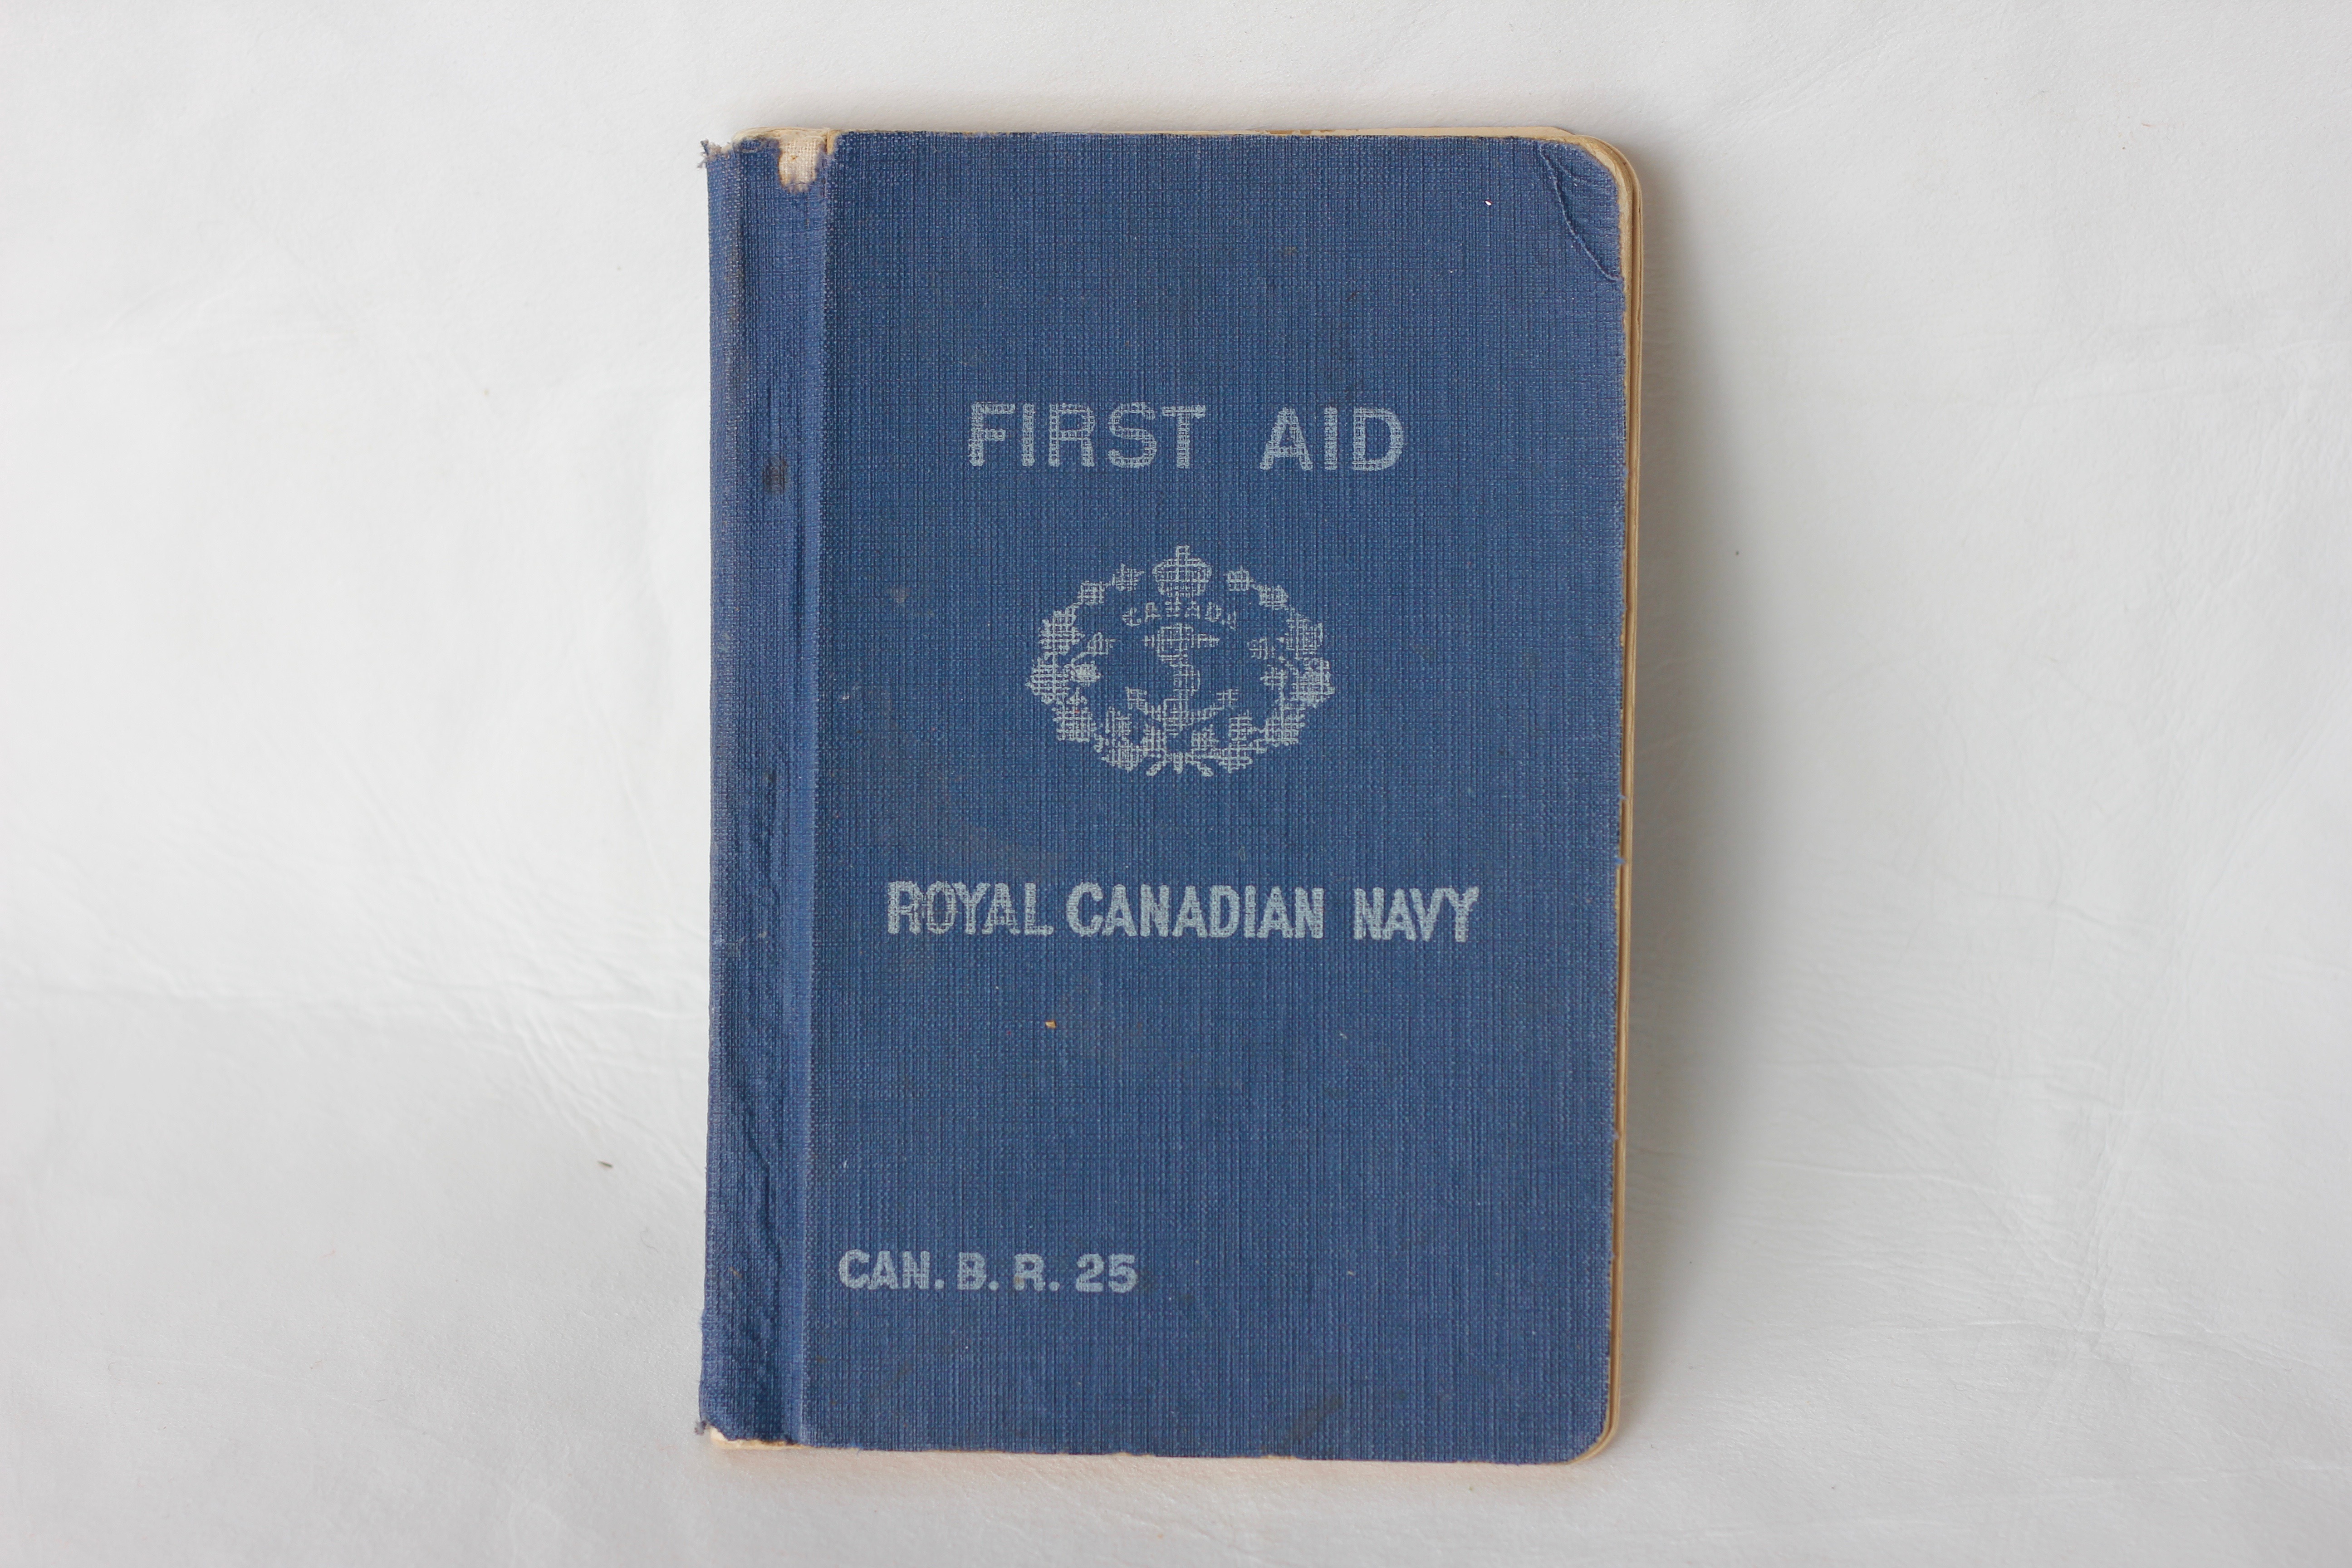 FIRST AID
CANADA
ROYAL CANADIAN NAVY
CAN. B. R. 25